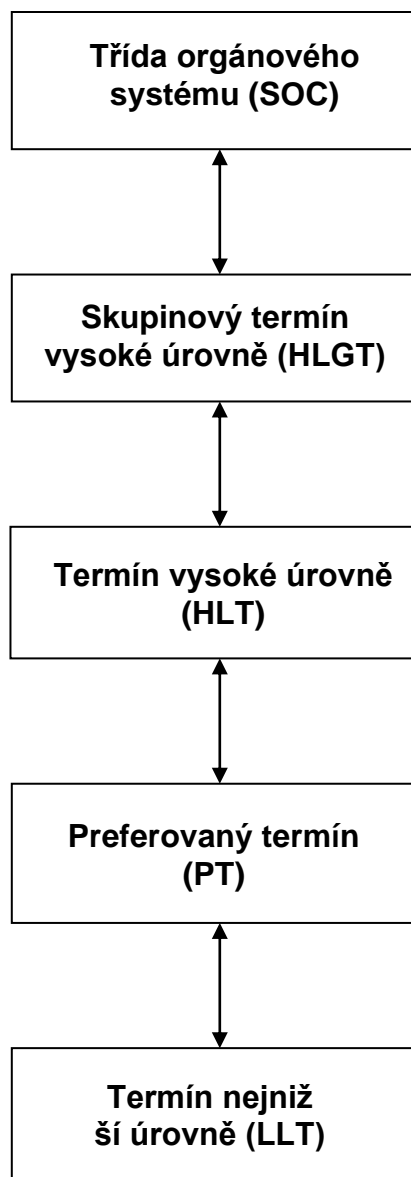 Třída orgánového
systému (SOC)
Skupinový termín
vysoké úrovně (HLGT)
Termín vysoké úrovně
(HLT)
Preferovaný termín
(PT)
Termín nejniž
ší úrovně (LLT)